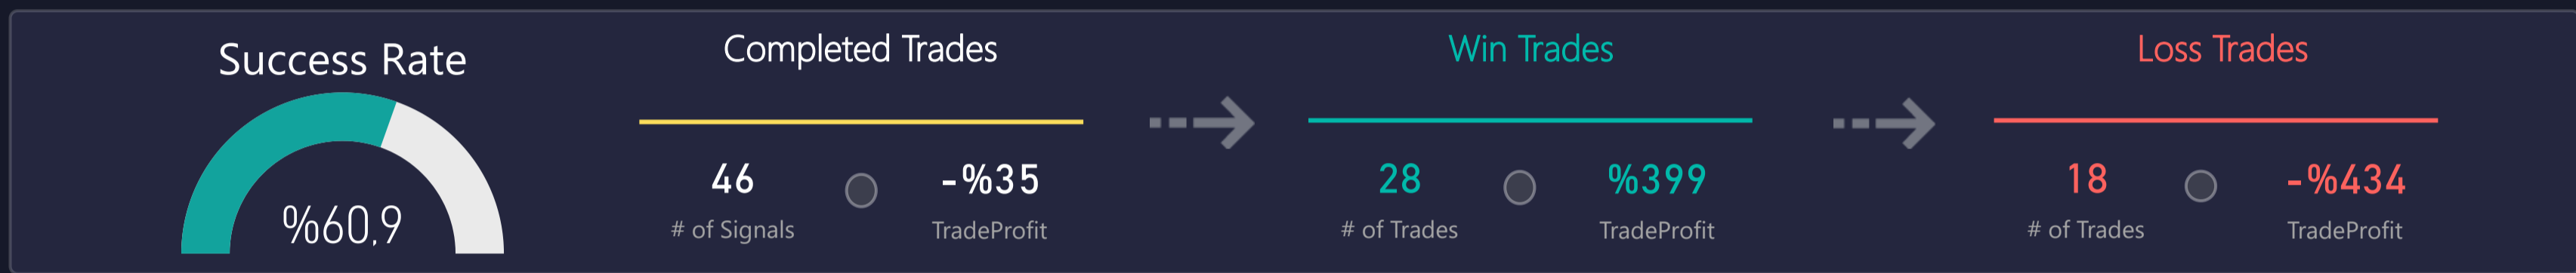 Success Rate
%60,9
Completed Trades
46
# of Signals
-%35
TradeProfit
Win Trades
28
# of Trades
%399
TradeProfit
Loss Trades
18
# of Trades
-%434
TradeProfit